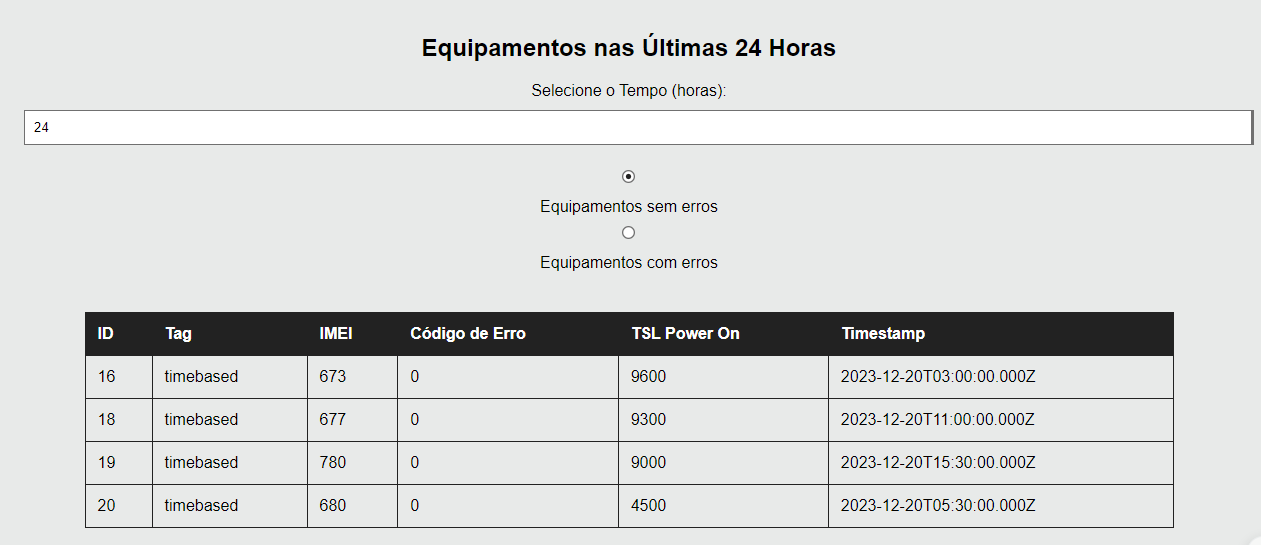 Equipamentos nas Últimas 24 Horas
Selecione o Tempo (horas):
24
Equipamentos sem erros
Equipamentos com erros
ID Tag IMEI Código de Erro TSL Power On Timestamp
16 timebased 673 0 9600 2023-12-20T03:00:00.000Z
18 timebased 677 0 9300 2023-12-20T11:00:00.000Z
19 timebased 780 0 9000 2023-12-20T15:30:00.000Z
20 timebased 680 0 4500 2023-12-20T05:30:00.000Z